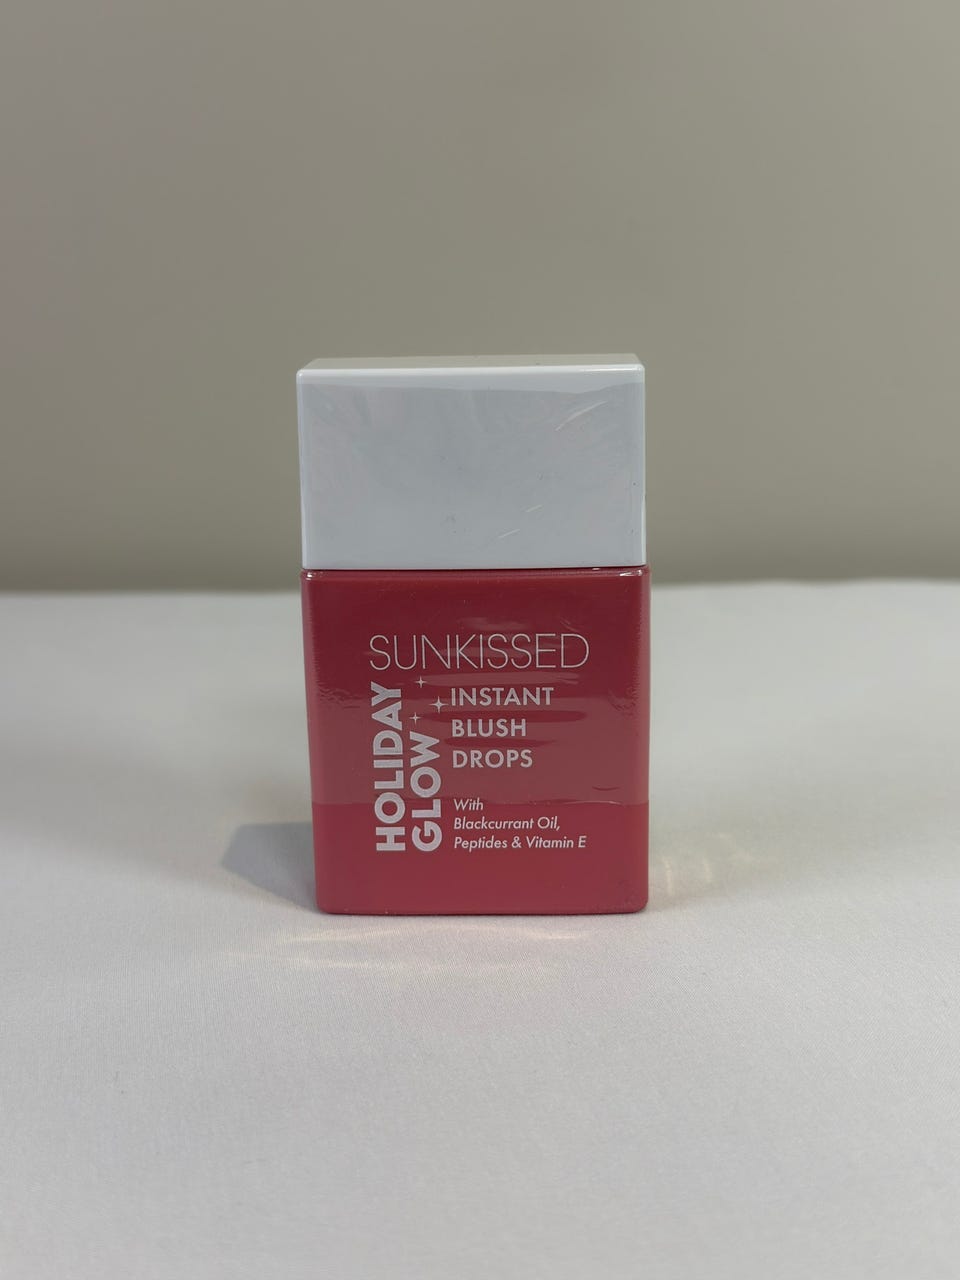 SUNKISSED
HOLIDAY
GLOW
INSTANT
BLUSH
DROPS
With
Blackcurrant Oil,
Peptides & Vitamin E